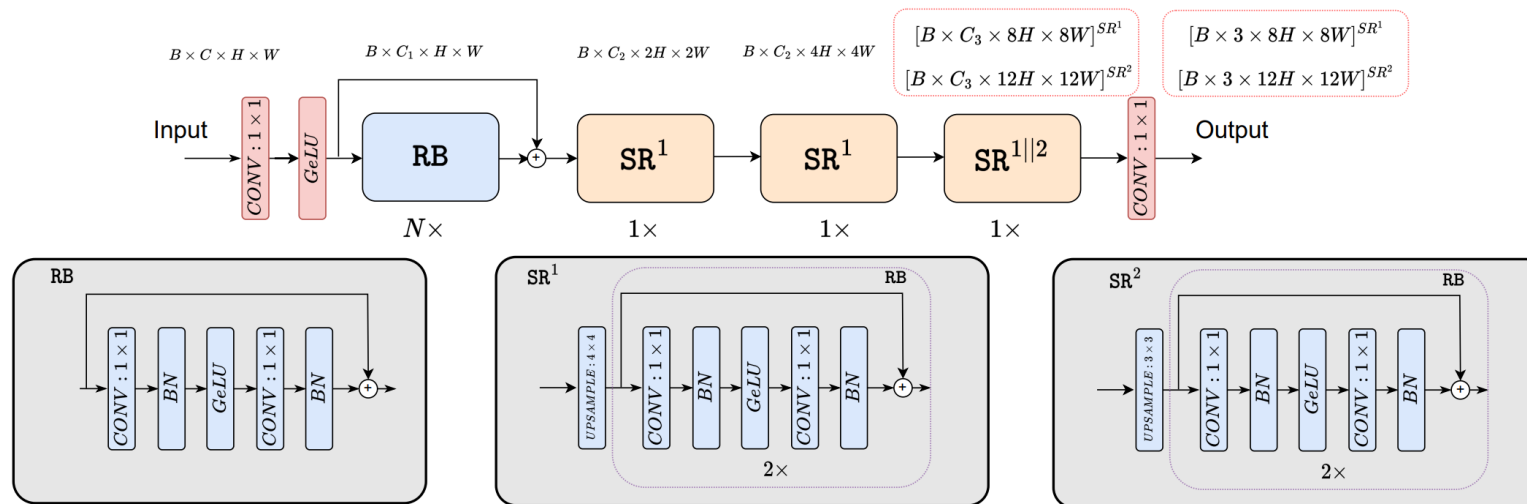 B × C × H × W
B × C₁ × H × W
B × C₂ × 2H × 2W
B × C₂ × 4H × 4W
[B × C₃ × 8H × 8W]^{SR¹}
[B × C₃ × 12H × 12W]^{SR²}
[B × 3 × 8H × 8W]^{SR¹}
[B × 3 × 12H × 12W]^{SR²}
Input
CONV : 1 × 1
GeLU
RB
N×
+
SR¹
1×
SR¹
1×
SR^{1||2}
1×
CONV : 1 × 1
Output
RB
CONV : 1 × 1
BN
GeLU
CONV : 1 × 1
BN
+
SR¹
RB
UPSAMPLE : 4 × 4
CONV : 1 × 1
BN
GeLU
CONV : 1 × 1
BN
+
2×
SR²
RB
UPSAMPLE : 3 × 3
CONV : 1 × 1
BN
GeLU
CONV : 1 × 1
BN
+
2×